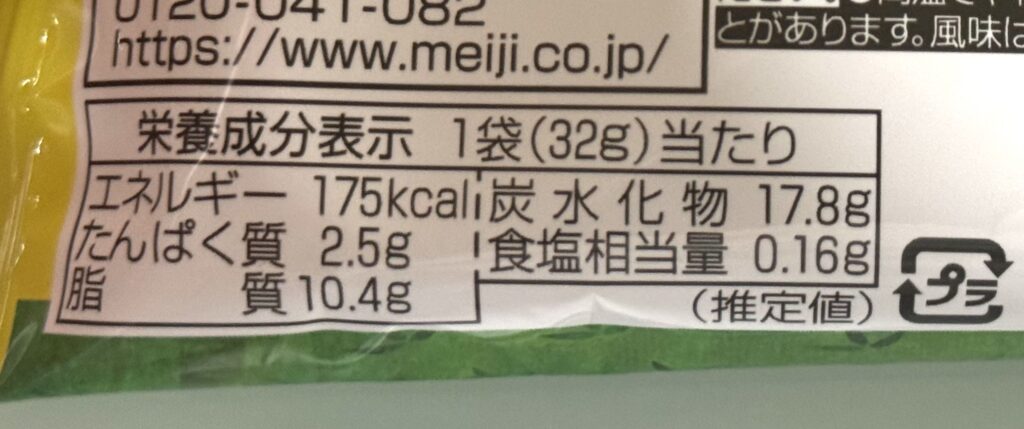 0120-041-082
https://www.meiji.co.jp/
とがあります。風味は
栄養成分表示 1袋(32g)当たり
エネルギー 175kcal
たんぱく質 2.5g
脂質 10.4g
炭水化物 17.8g
食塩相当量 0.16g
(推定値)
プラ